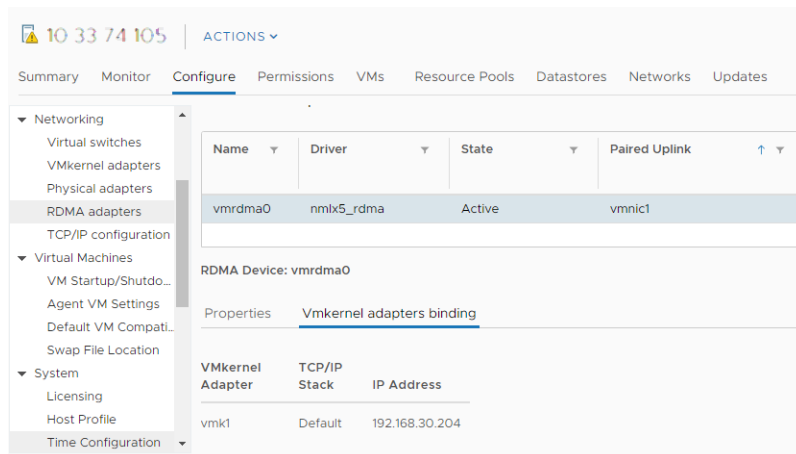 10 33 74 105 ACTIONS
Summary Monitor Configure Permissions VMs Resource Pools Datastores Networks Updates
Networking
Virtual switches
VMkernel adapters
Physical adapters
RDMA adapters
TCP/IP configuration
Virtual Machines
VM Startup/Shutdo...
Agent VM Settings
Default VM Compati...
Swap File Location
System
Licensing
Host Profile
Time Configuration
Name Driver State Paired Uplink
vmrdma0 nmlx5_rdma Active vmnic1
RDMA Device: vmrdma0
Properties Vmkernel adapters binding
VMkernel Adapter TCP/IP Stack IP Address
vmk1 Default 192.168.30.204